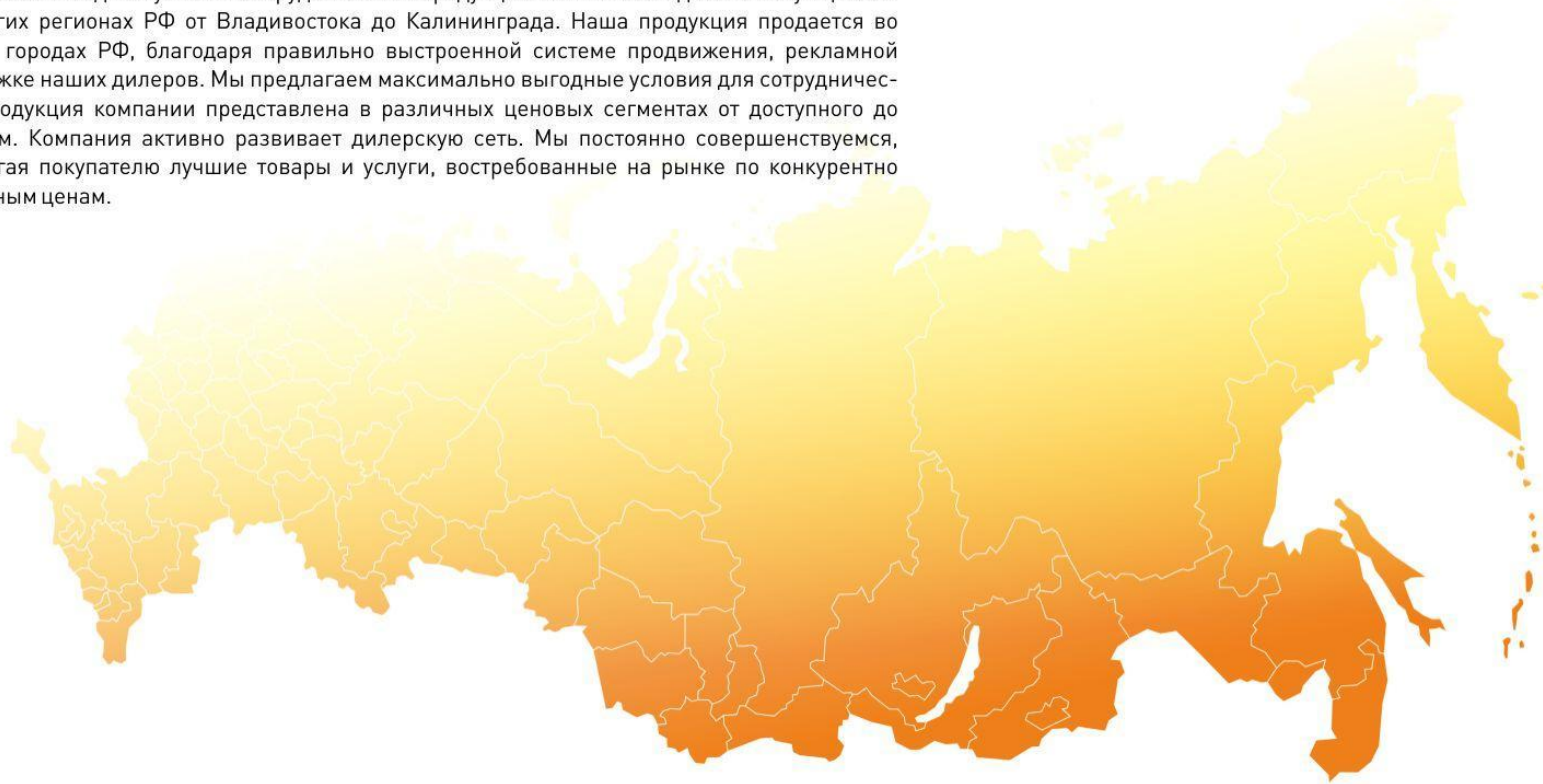 гих регионах РФ от Владивостока до Калининграда. Наша продукция продается во
городах РФ, благодаря правильно выстроенной системе продвижения, рекламной
жке наших дилеров. Мы предлагаем максимально выгодные условия для сотрудничес-
одукция компании представлена в различных ценовых сегментах от доступного до
м. Компания активно развивает дилерскую сеть. Мы постоянно совершенствуемся,
гая покупателю лучшие товары и услуги, востребованные на рынке по конкурентно
ным ценам.